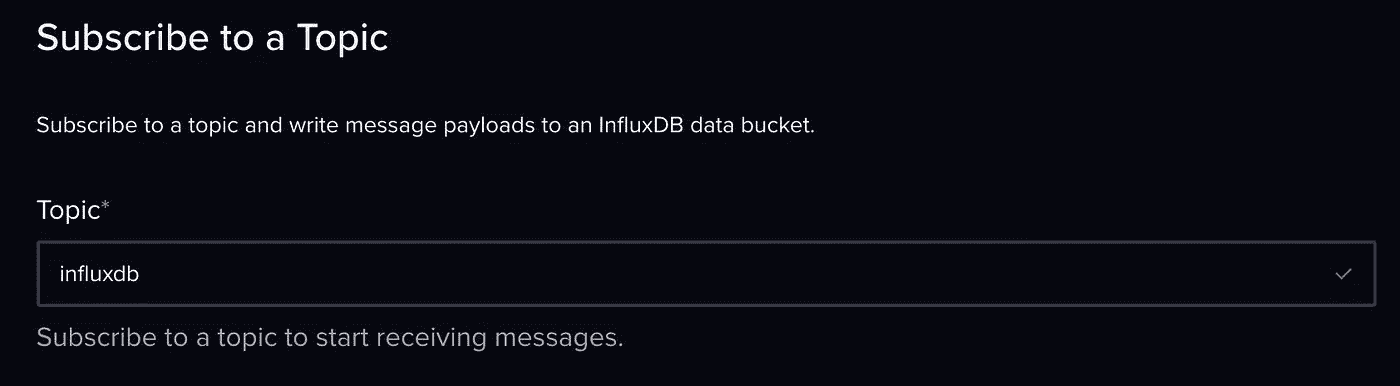 Subscribe to a Topic
Subscribe to a topic and write message payloads to an InfluxDB data bucket.
Topic*
influxdb
Subscribe to a topic to start receiving messages.